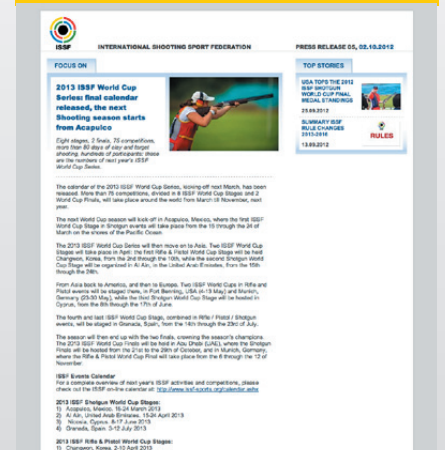 ISSF
INTERNATIONAL SHOOTING SPORT FEDERATION
PRESS RELEASE 05, 02.10.2012
FOCUS ON
2013 ISSF World Cup
Series: final calendar
released, the next
Shooting season starts
from Acapulco
Eight stages, 2 finals, 75 competitions,
more than 80 days of clay and target
shooting, hundreds of participants: these
are the numbers of next year's ISSF
World Cup Series.
TOP STORIES
USA TOPS THE 2012
ISSF SHOTGUN
WORLD CUP FINAL
MEDAL STANDINGS
25.09.2012
SUMMARY ISSF
RULE CHANGES
2013-2016
RULES
13.09.2012
The calendar of the 2013 ISSF World Cup Series, kicking-off next March, has been
released. More than 75 competitions, divided in 8 ISSF World Cup Stages and 2
World Cup Finals, will take place around the world from March till November, next
year.
The next World Cup season will kick off in Acapulco, Mexico, where the first ISSF
World Cup Stage in Shotgun events will take place from the 15 through the 24 of
March on the shores of the Pacific Ocean.
The 2013 ISSF World Cup Series will then move on to Asia. Two ISSF World Cup
Stages will take place in April: the first Rifle & Pistol World Cup Stage will be held
Changwon, Korea, from the 2nd through the 10th, while the second Shotgun World
Cup Stage will be organized in Al Ain, in the United Arab Emirates, from the 15th
through the 24th.
From Asia back to America, and then to Europe. Two ISSF World Cups in Rifle and
Pistol events will be staged there, in Fort Benning, USA (4-13 May) and Munich,
Germany (23-30 May), while the third Shotgun World Cup Stage will be hosted in
Cyprus, from the 8th through the 17th of June.
The fourth and last ISSF World Cup Stage, combined in Rifle / Pistol / Shotgun
events, will be staged in Granada, Spain, from the 14th through the 23rd of July.
The season will then end up with the two finals, crowning the season's champions.
The 2013 ISSF World Cup Finals will be held in Abu Dhabi (UAE), where the Shotgun
Finals will be hosted from the 21st to the 29th of October, and in Munich, Germany,
where the Rifle & Pistol World Cup Final will take place from the 6 through the 12 of
November.
ISSF Events Calendar
For a complete overview of next year's ISSF activities and competitions, please
check out the ISSF on-line calendar at: http://www.issf-sports.org/calendar.ashx
2013 ISSF Shotgun World Cup Stages:
1) Acapulco, Mexico, 15-24 March 2013
2) Al Ain, United Arab Emirates, 15-24 April 2013
3) Nicosia, Cyprus, 8-17 June 2013
4) Granada, Spain, 3-12 July 2013
2013 ISSF Rifle & Pistol World Cup Stages:
1) Changwon, Korea, 2-10 April 2013